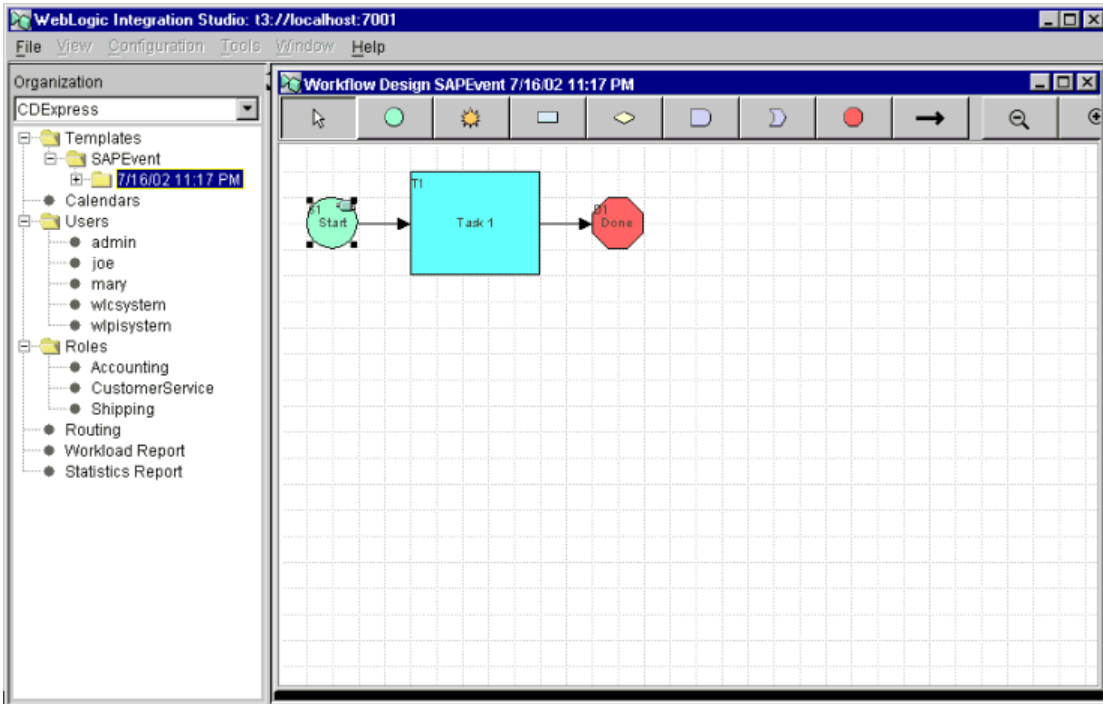 WebLogic Integration Studio: t3://localhost:7001
File View Configuration Tools Window Help
Organization
CDExpress
Templates
SAPEvent
7/16/02 11:17 PM
Calendars
Users
admin
joe
mary
wlcsystem
wlpisystem
Roles
Accounting
CustomerService
Shipping
Routing
Workload Report
Statistics Report
Workflow Design SAPEvent 7/16/02 11:17 PM
S1
Start
T1
Task 1
D1
Done